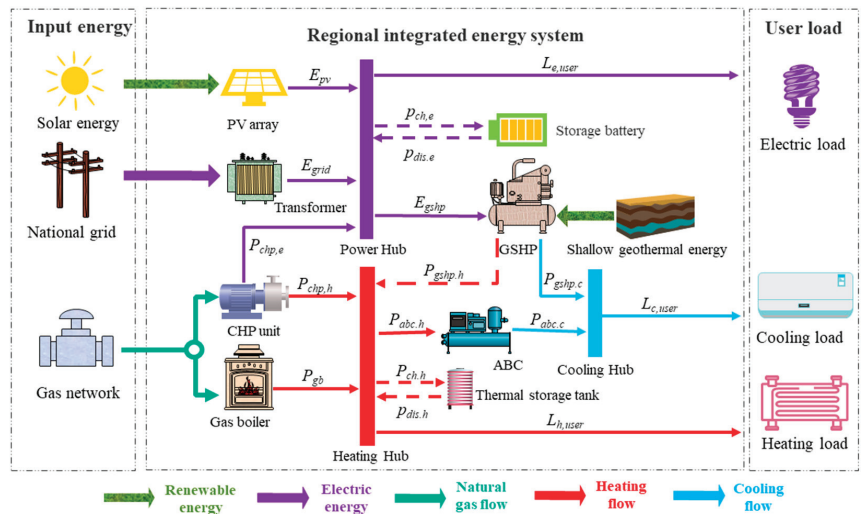 Input energy
Regional integrated energy system
User load
Solar energy
PV array
E_pv
L_e,user
p_ch,e
p_dis.e
Storage battery
Electric load
National grid
Transformer
E_grid
E_gshp
GSHP
Shallow geothermal energy
P_chp,e
Power Hub
P_gshp.h
P_gshp.c
P_chp,h
CHP unit
P_abc.h
ABC
P_abc.c
Cooling Hub
L_c,user
Cooling load
Gas network
Gas boiler
P_gb
P_ch.h
p_dis.h
Thermal storage tank
L_h,user
Heating Hub
Heating load
Renewable
energy
Electric
energy
Natural
gas flow
Heating
flow
Cooling
flow